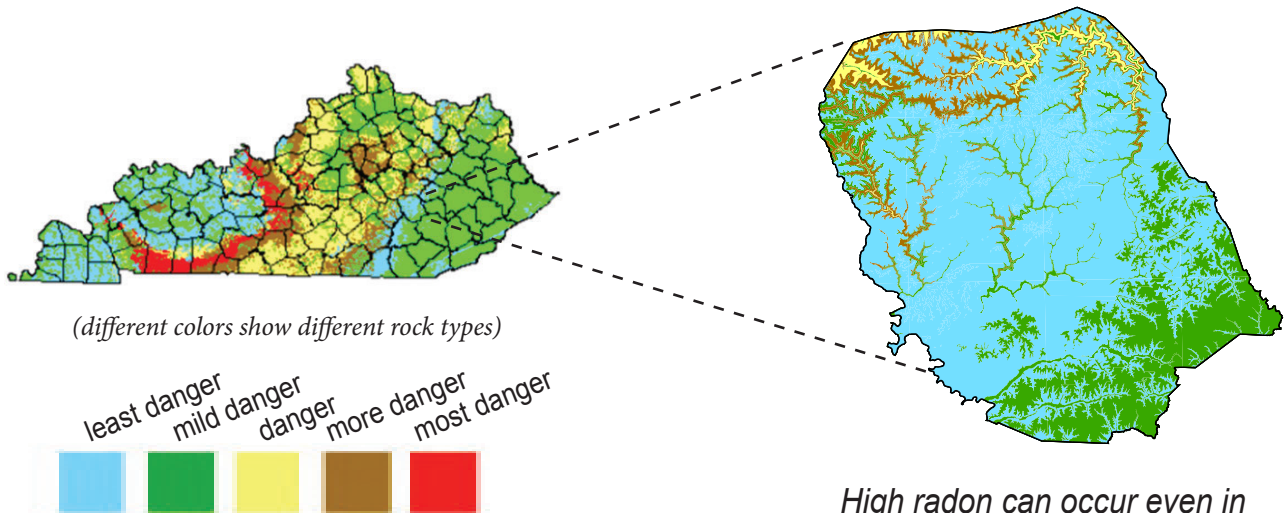 (different colors show different rock types)
least danger
mild danger
danger
more danger
most danger
High radon can occur even in